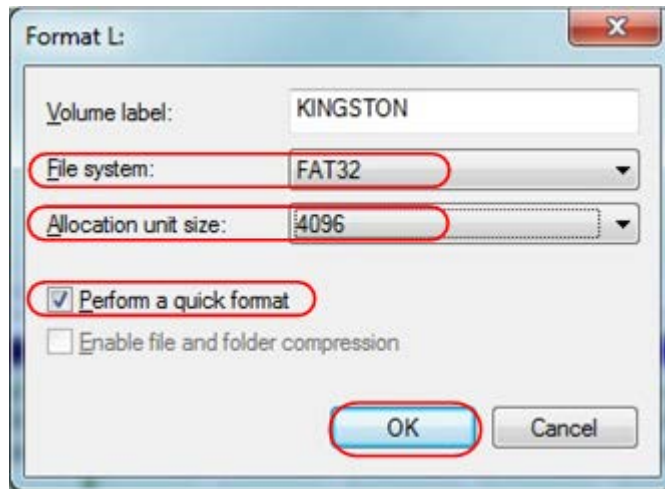 Format L:
Volume label: KINGSTON
File system: FAT32
Allocation unit size: 4096
Perform a quick format
Enable file and folder compression
OK Cancel